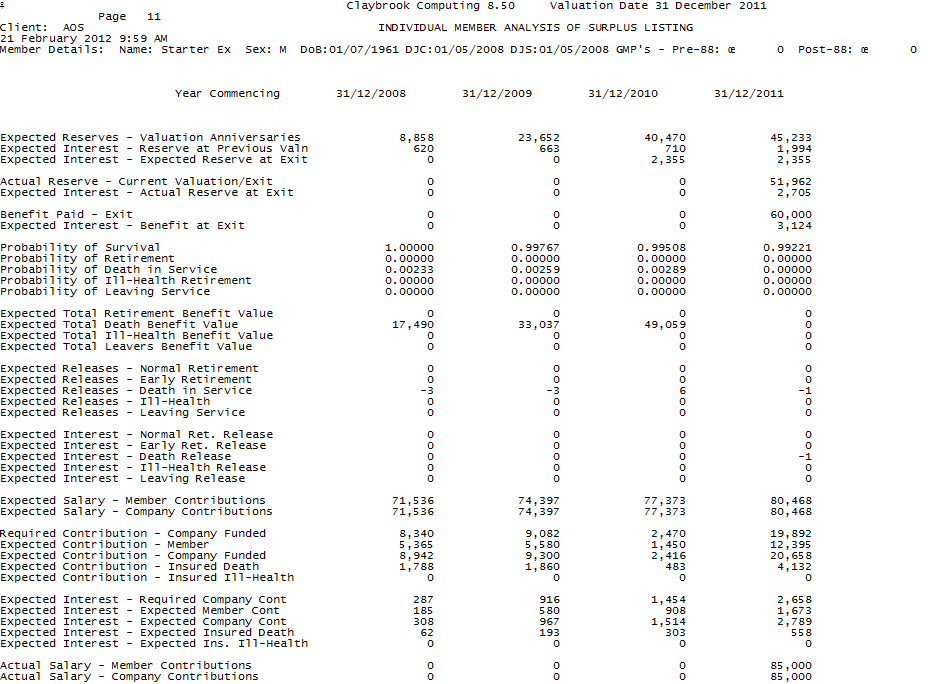 ‡ Claybrook Computing 8.50 Valuation Date 31 December 2011
Page 11
Client: AOS INDIVIDUAL MEMBER ANALYSIS OF SURPLUS LISTING
21 February 2012 9:59 AM
Member Details: Name: Starter Ex Sex: M DoB:01/07/1961 DJC:01/05/2008 DJS:01/05/2008 GMP's - Pre-88: œ 0 Post-88: œ 0
Year Commencing 31/12/2008 31/12/2009 31/12/2010 31/12/2011
Expected Reserves - Valuation Anniversaries 8,858 23,652 40,470 45,233
Expected Interest - Reserve at Previous Valn 620 663 710 1,994
Expected Interest - Expected Reserve at Exit 0 0 2,355 2,355
Actual Reserve - Current Valuation/Exit 0 0 0 51,962
Expected Interest - Actual Reserve at Exit 0 0 0 2,705
Benefit Paid - Exit 0 0 0 60,000
Expected Interest - Benefit at Exit 0 0 0 3,124
Probability of Survival 1.00000 0.99767 0.99508 0.99221
Probability of Retirement 0.00000 0.00000 0.00000 0.00000
Probability of Death in Service 0.00233 0.00259 0.00289 0.00000
Probability of Ill-Health Retirement 0.00000 0.00000 0.00000 0.00000
Probability of Leaving Service 0.00000 0.00000 0.00000 0.00000
Expected Total Retirement Benefit Value 0 0 0 0
Expected Total Death Benefit Value 17,490 33,037 49,059 0
Expected Total Ill-Health Benefit Value 0 0 0 0
Expected Total Leavers Benefit Value 0 0 0 0
Expected Releases - Normal Retirement 0 0 0 0
Expected Releases - Early Retirement 0 0 0 0
Expected Releases - Death in Service -3 -3 6 -1
Expected Releases - Ill-Health 0 0 0 0
Expected Releases - Leaving Service 0 0 0 0
Expected Interest - Normal Ret. Release 0 0 0 0
Expected Interest - Early Ret. Release 0 0 0 0
Expected Interest - Death Release 0 0 0 -1
Expected Interest - Ill-Health Release 0 0 0 0
Expected Interest - Leaving Release 0 0 0 0
Expected Salary - Member Contributions 71,536 74,397 77,373 80,468
Expected Salary - Company Contributions 71,536 74,397 77,373 80,468
Required Contribution - Company Funded 8,340 9,082 2,470 19,892
Expected Contribution - Member 5,365 5,580 1,450 12,395
Expected Contribution - Company Funded 8,942 9,300 2,416 20,658
Expected Contribution - Insured Death 1,788 1,860 483 4,132
Expected Contribution - Insured Ill-Health 0 0 0 0
Expected Interest - Required Company Cont 287 916 1,454 2,658
Expected Interest - Expected Member Cont 185 580 908 1,673
Expected Interest - Expected Company Cont 308 967 1,514 2,789
Expected Interest - Expected Insured Death 62 193 303 558
Expected Interest - Expected Ins. Ill-Health 0 0 0 0
Actual Salary - Member Contributions 0 0 0 85,000
Actual Salary - Company Contributions 0 0 0 85,000